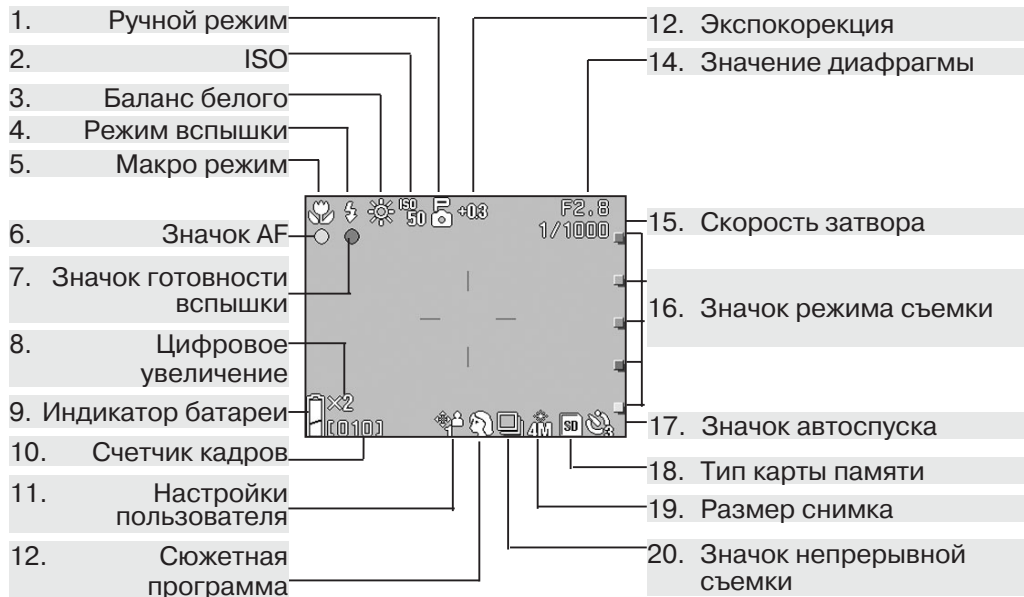 1. Ручной режим
2. ISO
3. Баланс белого
4. Режим вспышки
5. Макро режим
6. Значок AF
7. Значок готовности
вспышки
8. Цифровое
увеличение
9. Индикатор батареи
10. Счетчик кадров
11. Настройки
пользователя
12. Сюжетная
программа
ISO
50
P
+0.3
F2.8
1/1000
×2
[010]
1
4M
SD
3
12. Экспокорекция
14. Значение диафрагмы
15. Скорость затвора
16. Значок режима съемки
17. Значок автоспуска
18. Тип карты памяти
19. Размер снимка
20. Значок непрерывной
съемки